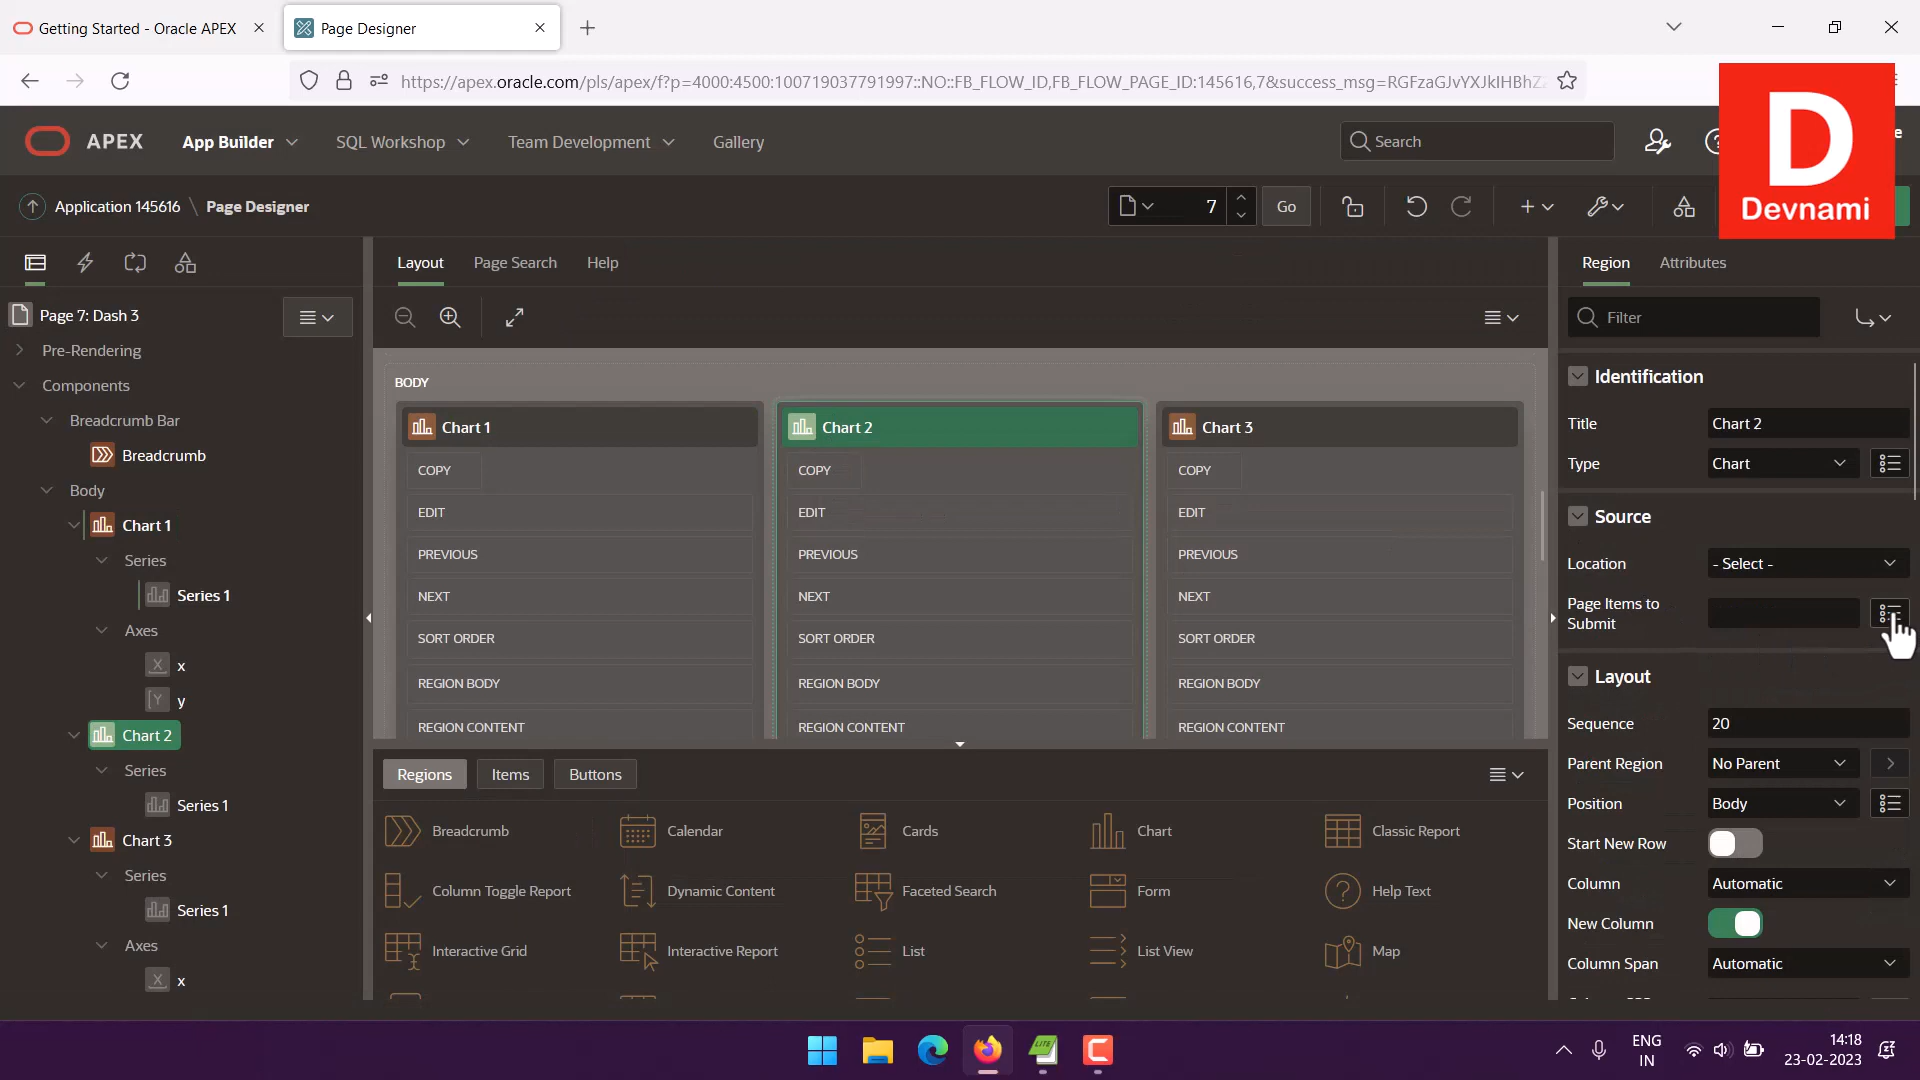 Getting Started - Oracle APEX
Page Designer
https://apex.oracle.com/pls/apex/f?p=4000:4500:100719037791997::NO::FB_FLOW_ID,FB_FLOW_PAGE_ID:145616,7&success_msg=RGFzaGJvYXJkIHBhZ2
APEX
App Builder
SQL Workshop
Team Development
Gallery
Search
D
Devnami
Application 145616 \ Page Designer
7
Go
Layout
Page Search
Help
Region
Attributes
Page 7: Dash 3
Filter
Pre-Rendering
Components
Breadcrumb Bar
Breadcrumb
Body
Chart 1
Series
Series 1
Axes
x
y
Chart 2
Series
Series 1
Chart 3
Series
Series 1
Axes
x
BODY
Chart 1
COPY
EDIT
PREVIOUS
NEXT
SORT ORDER
REGION BODY
REGION CONTENT
Chart 2
COPY
EDIT
PREVIOUS
NEXT
SORT ORDER
REGION BODY
REGION CONTENT
Chart 3
COPY
EDIT
PREVIOUS
NEXT
SORT ORDER
REGION BODY
REGION CONTENT
Regions
Items
Buttons
Breadcrumb
Calendar
Cards
Chart
Classic Report
Column Toggle Report
Dynamic Content
Faceted Search
Form
Help Text
Interactive Grid
Interactive Report
List
List View
Map
Identification
Title
Chart 2
Type
Chart
Source
Location
- Select -
Page Items to
Submit
Layout
Sequence
20
Parent Region
No Parent
Position
Body
Start New Row
Column
Automatic
New Column
Column Span
Automatic
LITE
C
ENG
IN
14:18
23-02-2023